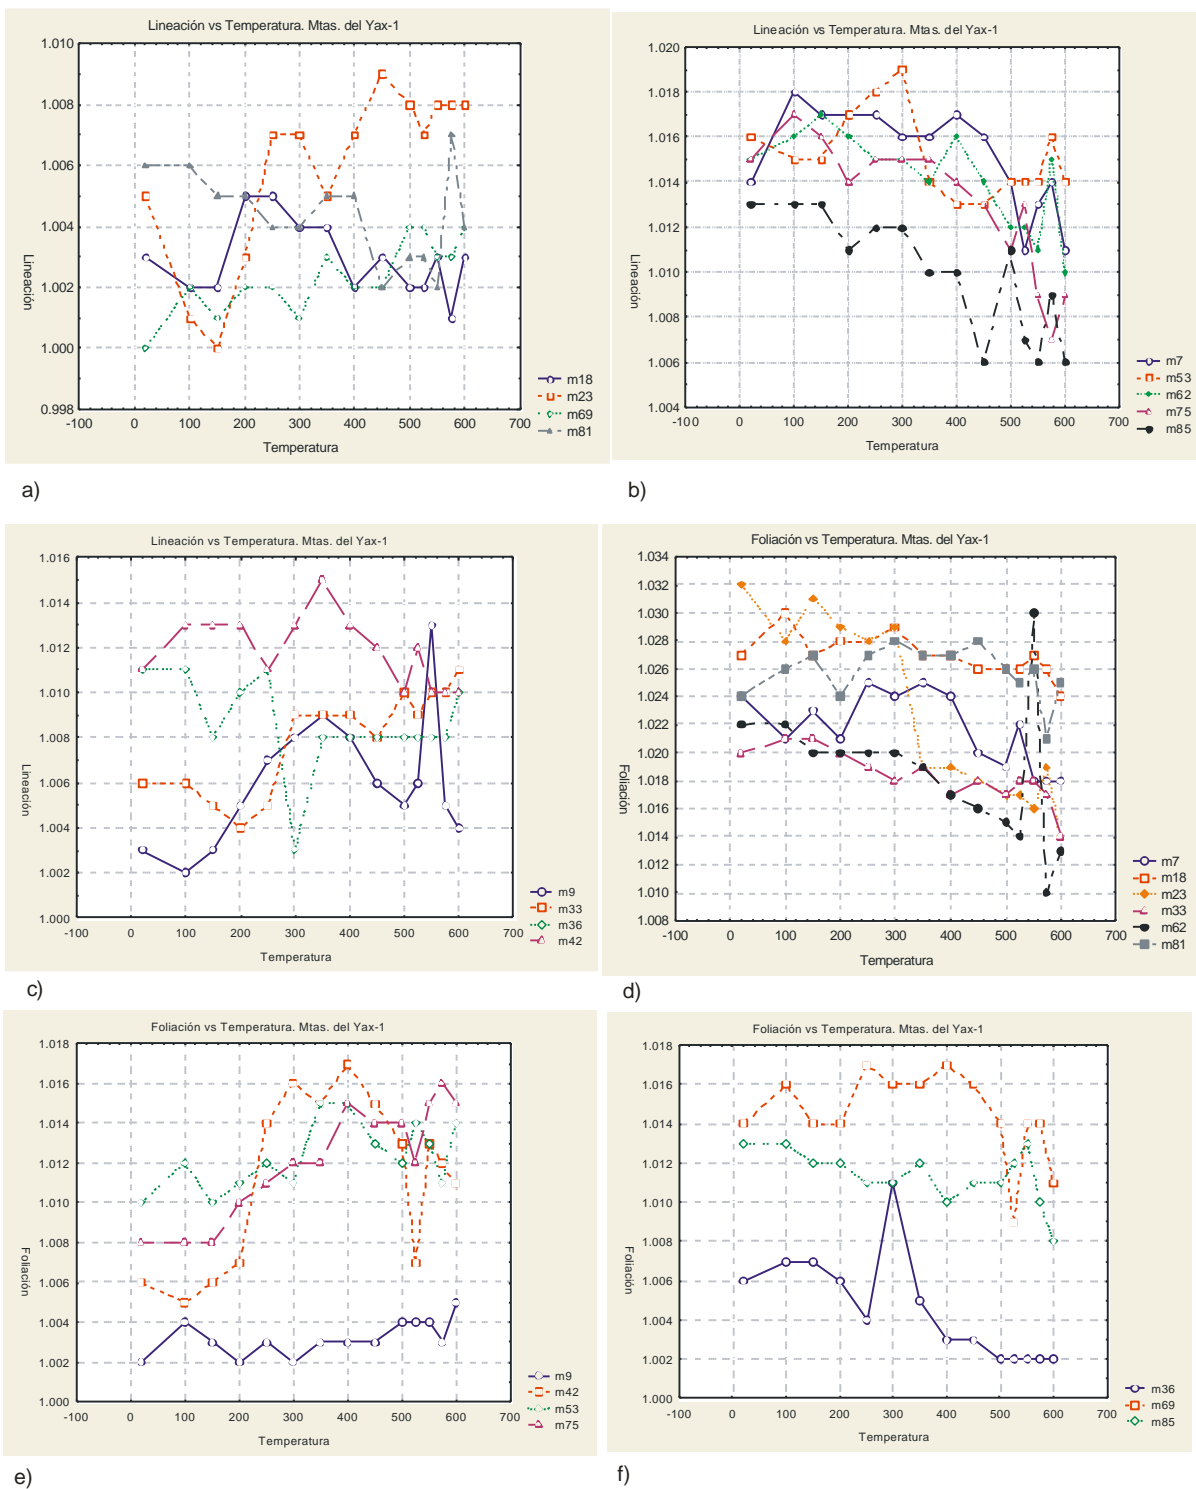 Lineación vs Temperatura. Mtas. del Yax-1
1.010
1.008
1.006
1.004
1.002
1.000
0.998
Lineación
-100 0 100 200 300 400 500 600 700
Temperatura
m18
m23
m69
m81
a)
Lineación vs Temperatura. Mtas. del Yax-1
1.020
1.018
1.016
1.014
1.012
1.010
1.008
1.006
1.004
Lineación
-100 0 100 200 300 400 500 600 700
Temperatura
m7
m53
m62
m75
m85
b)
Lineación vs Temperatura. Mtas. del Yax-1
1.016
1.014
1.012
1.010
1.008
1.006
1.004
1.002
1.000
Lineación
-100 0 100 200 300 400 500 600 700
Temperatura
m9
m33
m36
m42
c)
Foliación vs Temperatura. Mtas. del Yax-1
1.034
1.032
1.030
1.028
1.026
1.024
1.022
1.020
1.018
1.016
1.014
1.012
1.010
1.008
Foliación
-100 0 100 200 300 400 500 600 700
Temperatura
m7
m18
m23
m33
m62
m81
d)
Foliación vs Temperatura. Mtas. del Yax-1
1.018
1.016
1.014
1.012
1.010
1.008
1.006
1.004
1.002
1.000
Foliación
-100 0 100 200 300 400 500 600 700
Temperatura
m9
m42
m53
m75
e)
Foliación vs Temperatura. Mtas. del Yax-1
1.018
1.016
1.014
1.012
1.010
1.008
1.006
1.004
1.002
1.000
Foliación
-100 0 100 200 300 400 500 600 700
Temperatura
m36
m69
m85
f)